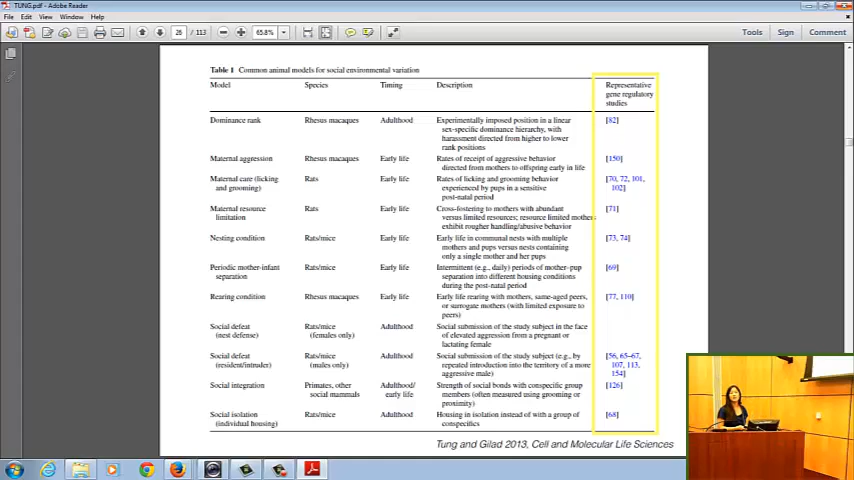 TUNG.pdf - Adobe Reader
File Edit View Window Help
26 / 113 65.8% Tools Sign Comment
Table 1 Common animal models for social environmental variation
Model Species Timing Description Representative
gene regulatory
studies
Dominance rank Rhesus macaques Adulthood Experimentally imposed position in a linear [82]
sex-specific dominance hierarchy, with
harassment directed from higher to lower
rank positions
Maternal aggression Rhesus macaques Early life Rates of receipt of aggressive behavior [150]
directed from mothers to offspring early in life
Maternal care (licking Rats Early life Rates of licking and grooming behavior [70, 72, 101,
and grooming) experienced by pups in a sensitive 102]
post-natal period
Maternal resource Rats Early life Cross-fostering to mothers with abundant [71]
limitation versus limited resources; resource limited mothers
exhibit rougher handling/abusive behavior
Nesting condition Rats/mice Early life Early life in communal nests with multiple [73, 74]
mothers and pups versus nests containing
only a single mother and her pups
Periodic mother-infant Rats/mice Early life Intermittent (e.g., daily) periods of mother–pup [69]
separation separation into different housing conditions
during the post-natal period
Rearing condition Rhesus macaques Early life Early life rearing with mothers, same-aged peers, [77, 110]
or surrogate mothers (with limited exposure to
peers)
Social defeat Rats/mice Adulthood Social submission of the study subject in the face
(nest defense) (females only) of elevated aggression from a pregnant or
lactating female
Social defeat Rats/mice Adulthood Social submission of the study subject (e.g., by [56, 65–67,
(resident/intruder) (males only) repeated introduction into the territory of a more 107, 113,
aggressive male) 154]
Social integration Primates, other Adulthood/ Strength of social bonds with conspecific group [126]
social mammals early life members (often measured using grooming or
proximity)
Social isolation Rats/mice Adulthood Housing in isolation instead of with a group of [68]
(individual housing) conspecifics
Tung and Gilad 2013, Cell and Molecular Life Sciences